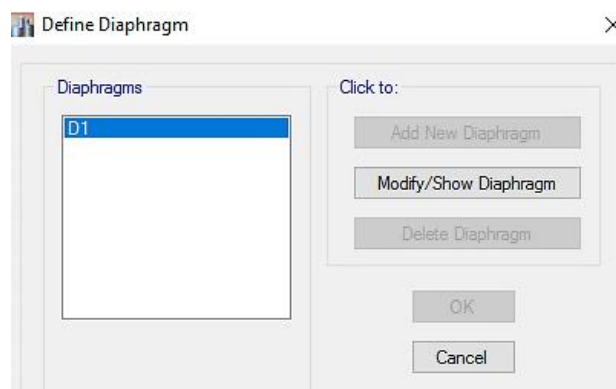 Define Diaphragm
Diaphragms
D1
Click to:
Add New Diaphragm
Modify/Show Diaphragm
Delete Diaphragm
OK
Cancel